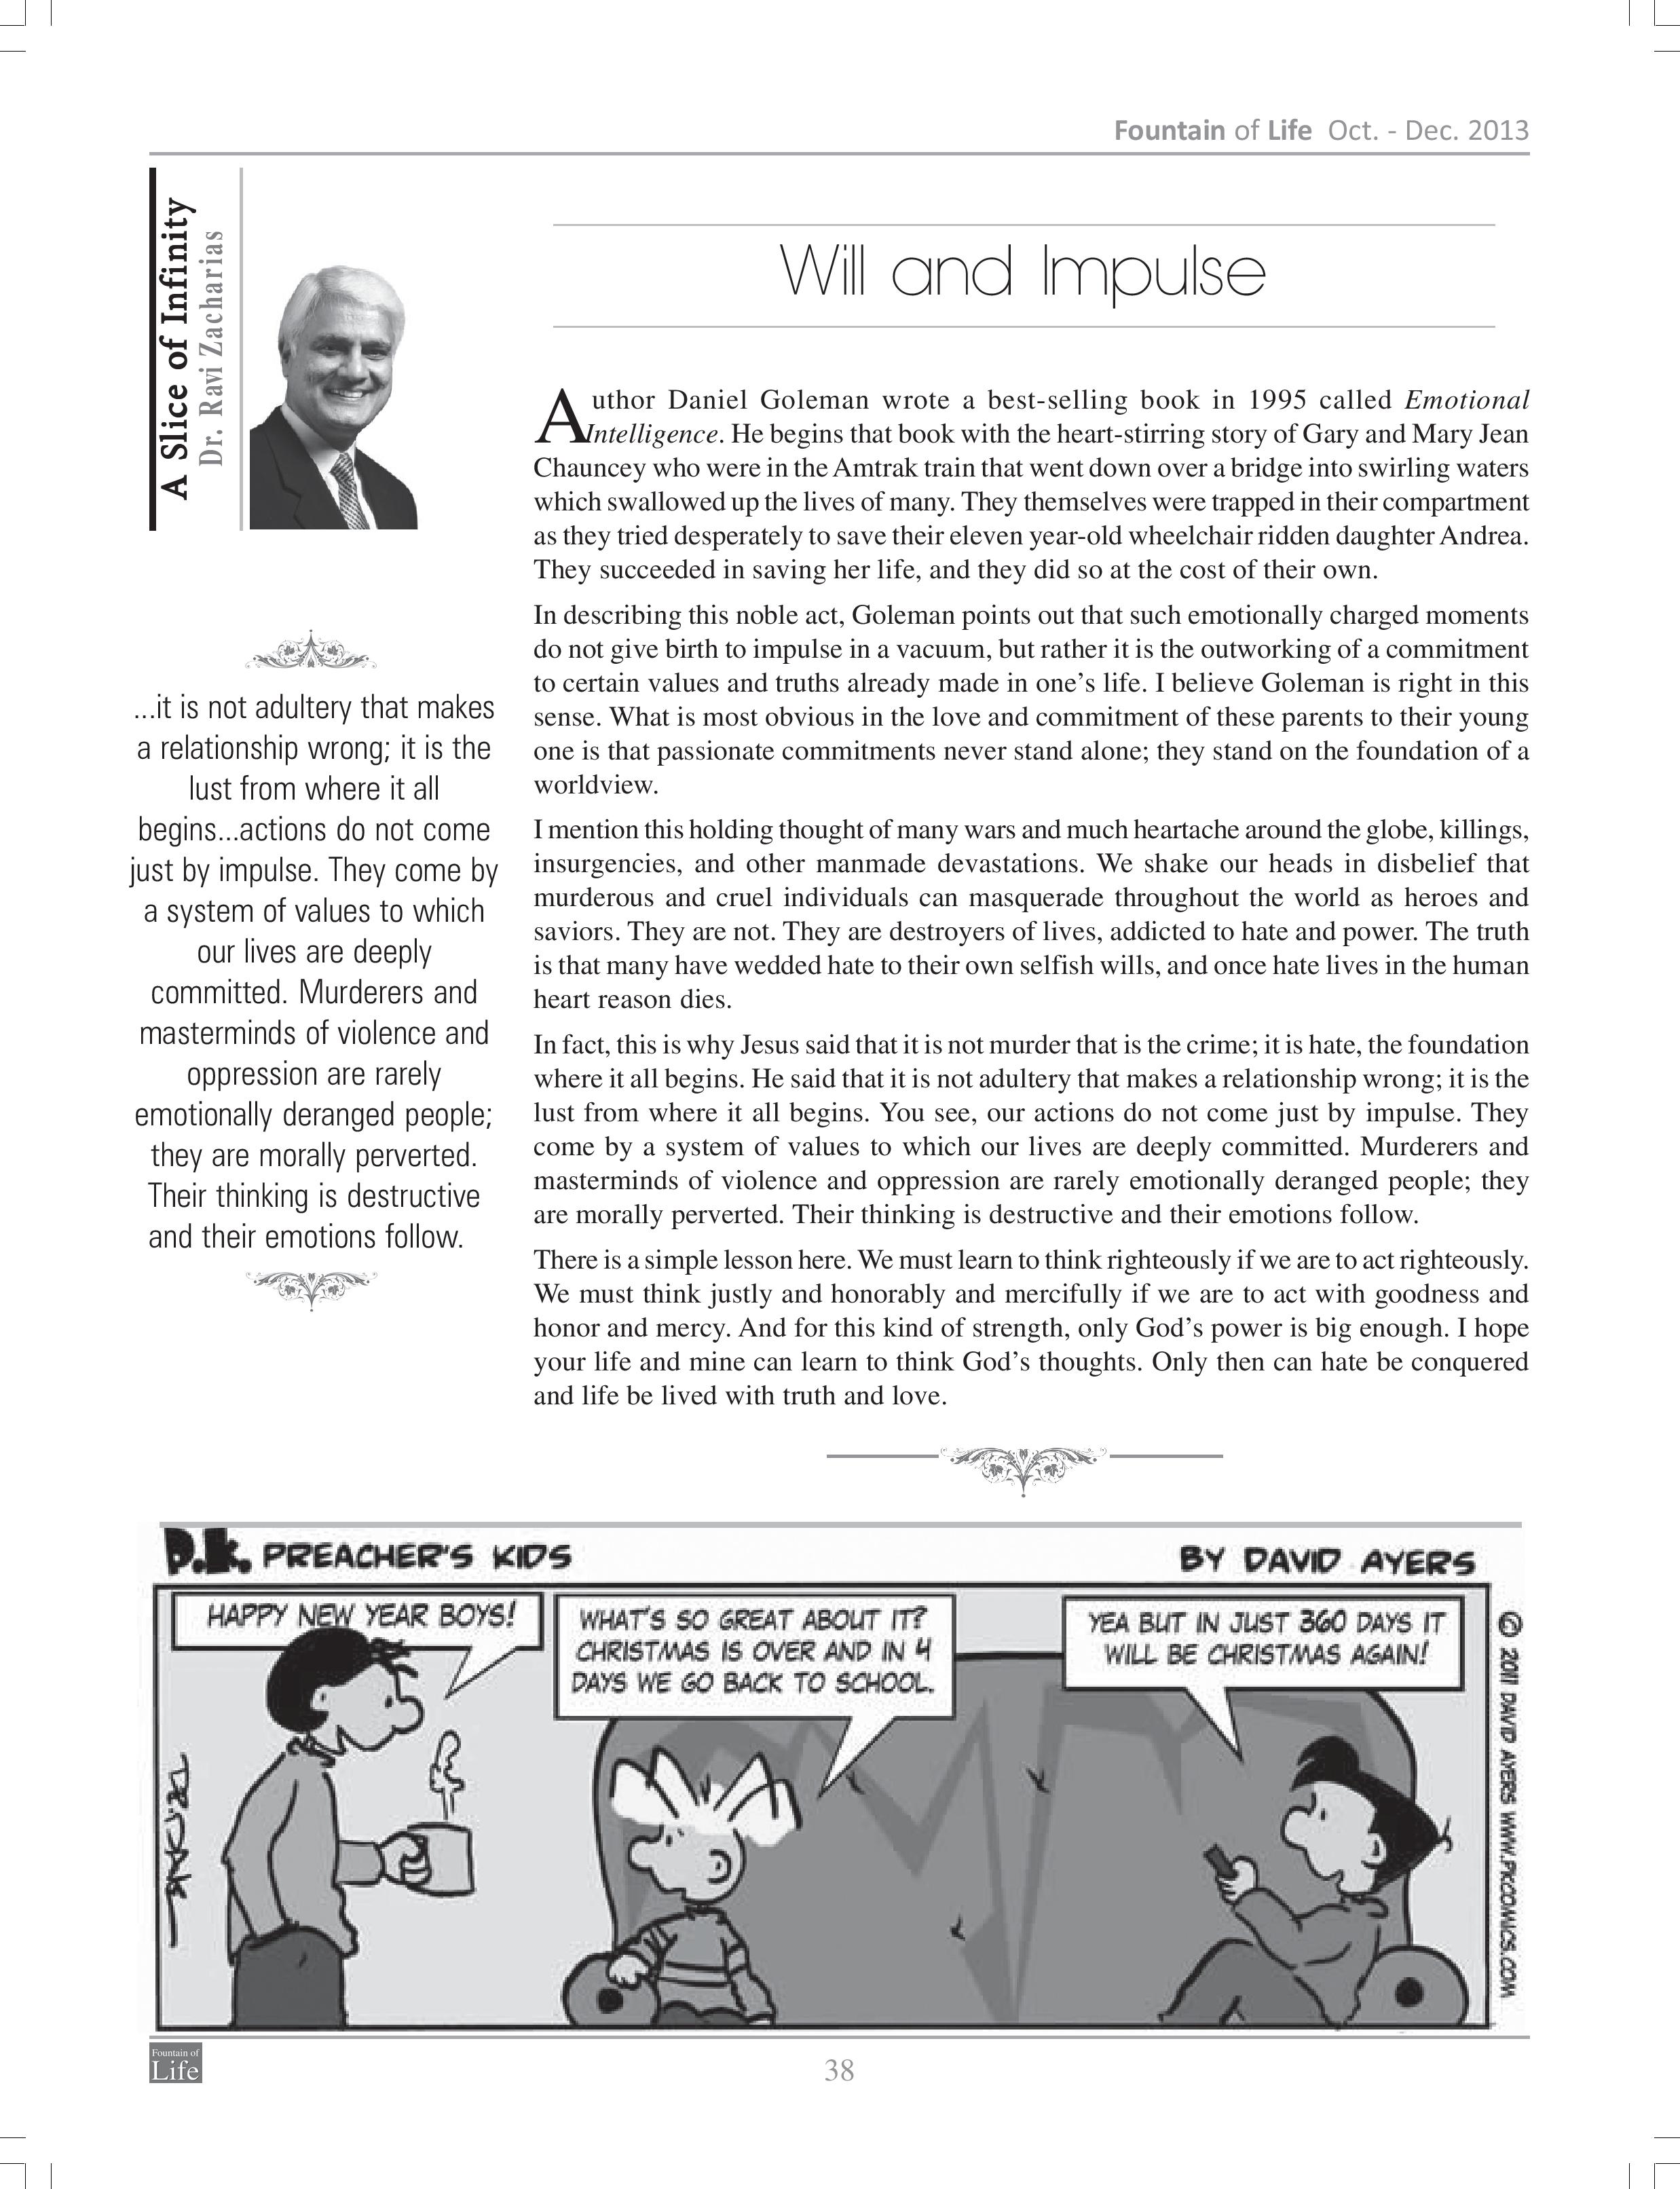 Fountain of Life Oct. - Dec. 2013
A Slice of Infinity
Dr. Ravi Zacharias
Will and Impulse
Author Daniel Goleman wrote a best-selling book in 1995 called Emotional
Intelligence. He begins that book with the heart-stirring story of Gary and Mary Jean
Chauncey who were in the Amtrak train that went down over a bridge into swirling waters
which swallowed up the lives of many. They themselves were trapped in their compartment
as they tried desperately to save their eleven year-old wheelchair ridden daughter Andrea.
They succeeded in saving her life, and they did so at the cost of their own.
In describing this noble act, Goleman points out that such emotionally charged moments
do not give birth to impulse in a vacuum, but rather it is the outworking of a commitment
to certain values and truths already made in one's life. I believe Goleman is right in this
sense. What is most obvious in the love and commitment of these parents to their young
one is that passionate commitments never stand alone; they stand on the foundation of a
worldview.
I mention this holding thought of many wars and much heartache around the globe, killings,
insurgencies, and other manmade devastations. We shake our heads in disbelief that
murderous and cruel individuals can masquerade throughout the world as heroes and
saviors. They are not. They are destroyers of lives, addicted to hate and power. The truth
is that many have wedded hate to their own selfish wills, and once hate lives in the human
heart reason dies.
In fact, this is why Jesus said that it is not murder that is the crime; it is hate, the foundation
where it all begins. He said that it is not adultery that makes a relationship wrong; it is the
lust from where it all begins. You see, our actions do not come just by impulse. They
come by a system of values to which our lives are deeply committed. Murderers and
masterminds of violence and oppression are rarely emotionally deranged people; they
are morally perverted. Their thinking is destructive and their emotions follow.
There is a simple lesson here. We must learn to think righteously if we are to act righteously.
We must think justly and honorably and mercifully if we are to act with goodness and
honor and mercy. And for this kind of strength, only God's power is big enough. I hope
your life and mine can learn to think God's thoughts. Only then can hate be conquered
and life be lived with truth and love.
...it is not adultery that makes
a relationship wrong; it is the
lust from where it all
begins...actions do not come
just by impulse. They come by
a system of values to which
our lives are deeply
committed. Murderers and
masterminds of violence and
oppression are rarely
emotionally deranged people;
they are morally perverted.
Their thinking is destructive
and their emotions follow.
P.K. PREACHER'S KIDS
BY DAVID AYERS
HAPPY NEW YEAR BOYS!
WHAT'S SO GREAT ABOUT IT?
CHRISTMAS IS OVER AND IN 4
DAYS WE GO BACK TO SCHOOL.
YEA BUT IN JUST 360 DAYS IT
WILL BE CHRISTMAS AGAIN!
© 2011 DAVID AYERS WWW.PKCOMICS.COM
Fountain of
Life
38